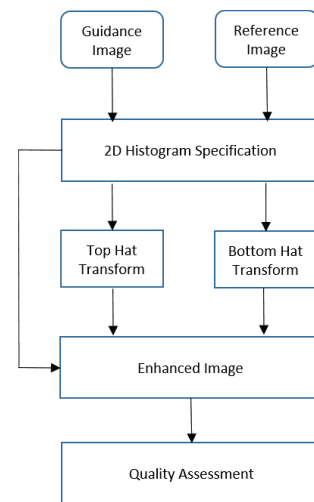 Guidance
Image
Reference
Image
2D Histogram Specification
Top Hat
Transform
Bottom Hat
Transform
Enhanced Image
Quality Assessment